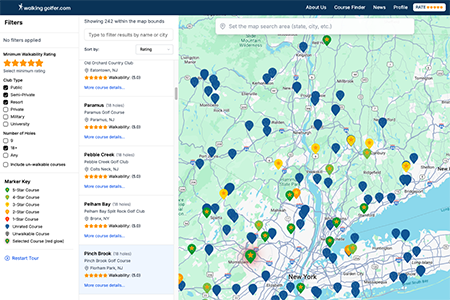 walking golfer.com
About Us
Course Finder
News
Profile
RATE
Filters
No filters applied
Minimum Walkability Rating
Select minimum rating
Club Type
Public
Semi-Private
Resort
Private
Military
University
Number of Holes
9
18+
Any
Include un-walkable courses
Marker Key
5-Star Course
4-Star Course
3-Star Course
2-Star Course
1-Star Course
Unrated Course
Unwalkable Course
Selected Course (red glow)
Restart Tour
Showing 242 within the map bounds
Type to filter results by name or city
Sort by:
Rating
Old Orchard Country Club
Eatontown, NJ
Walkability: (5.0)
More course details...
Paramus (18 holes)
Paramus Golf Course
Paramus, NJ
Walkability: (5.0)
More course details...
Pebble Creek (18 holes)
Pebble Creek Golf Club
Colts Neck, NJ
Walkability: (5.0)
More course details...
Pelham Bay (18 holes)
Pelham Bay Split Rock Golf Club
Bronx, NY
Walkability: (5.0)
More course details...
Pinch Brook (18 holes)
Pinch Brook Golf Course
Florham Park, NJ
Walkability: (5.0)
More course details...
Set the map search area (state, city, etc.)
New York